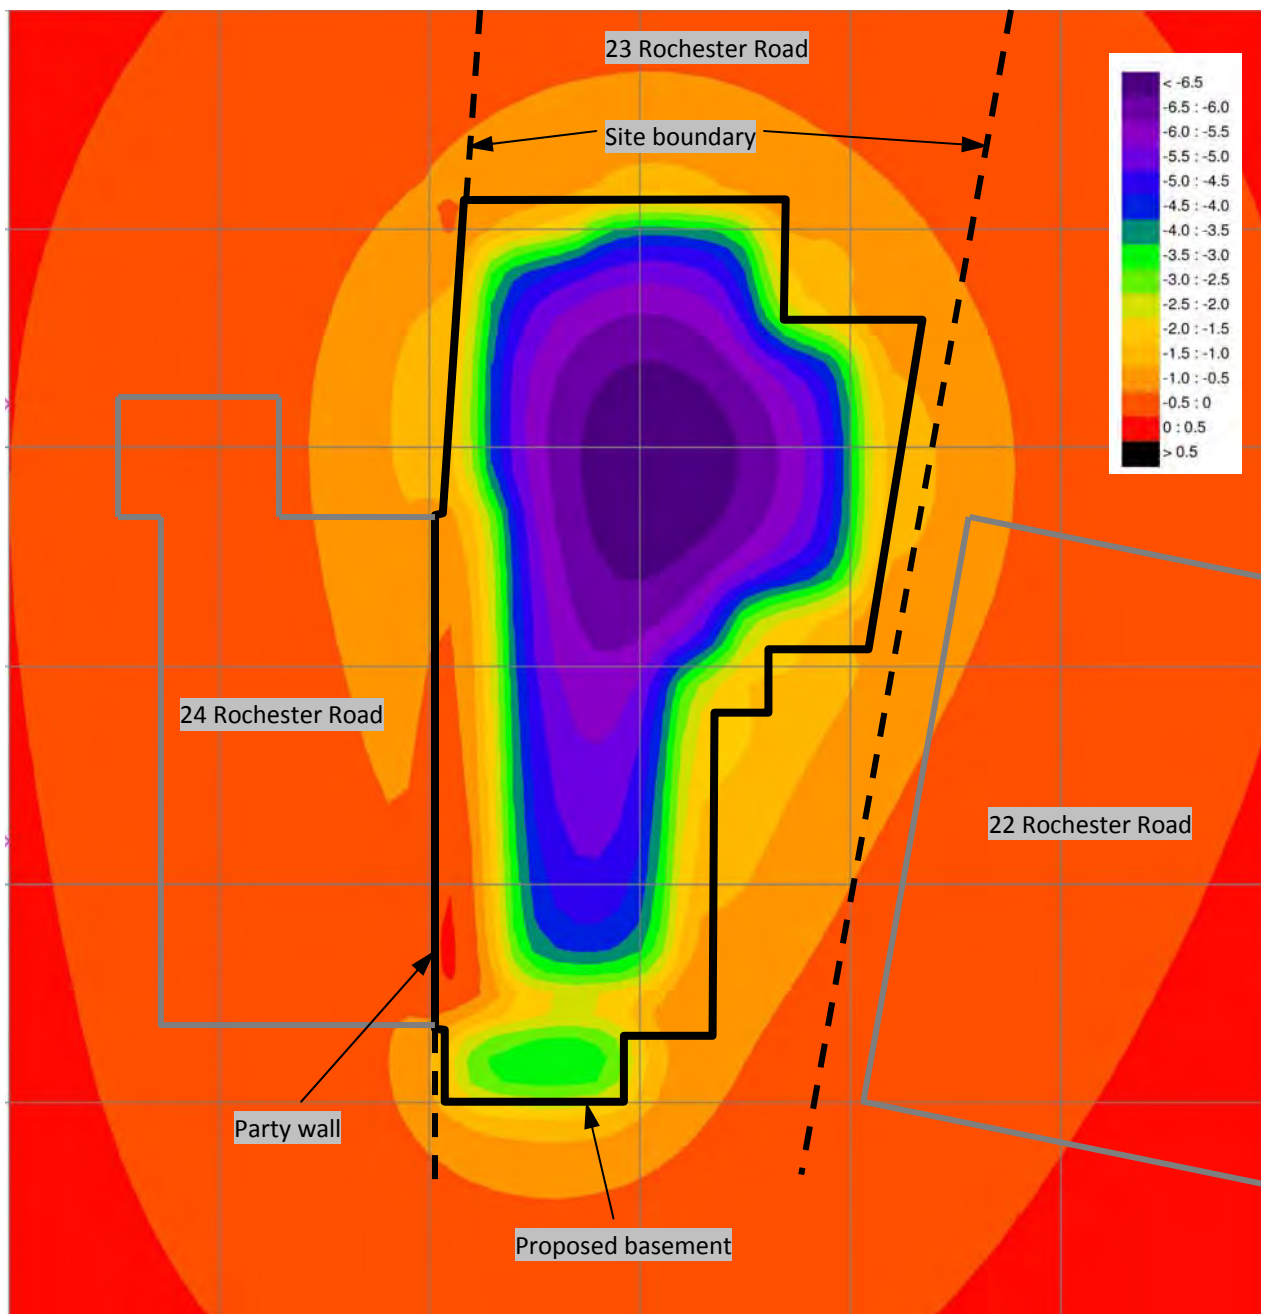 23 Rochester Road
Site boundary
< -6.5
-6.5 : -6.0
-6.0 : -5.5
-5.5 : -5.0
-5.0 : -4.5
-4.5 : -4.0
-4.0 : -3.5
-3.5 : -3.0
-3.0 : -2.5
-2.5 : -2.0
-2.0 : -1.5
-1.5 : -1.0
-1.0 : -0.5
-0.5 : 0
0 : 0.5
> 0.5
24 Rochester Road
22 Rochester Road
Party wall
Proposed basement